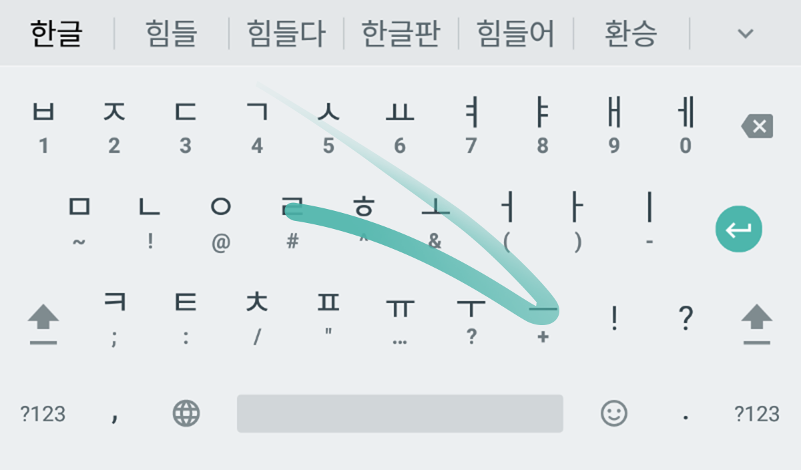 한글 힘들 힘들다 한글판 힘들어 환승
ㅂ ㅈ ㄷ ㄱ ㅅ ㅛ ㅕ ㅑ ㅐ ㅔ
1 2 3 4 5 6 7 8 9 0
ㅁ ㄴ ㅇ ㄹ ㅎ ㅗ ㅓ ㅏ ㅣ
~ ! @ # ^ & ( ) -
ㅋ ㅌ ㅊ ㅍ ㅠ ㅜ ㅡ ! ?
; : / " ... ? +
?123 , . ?123